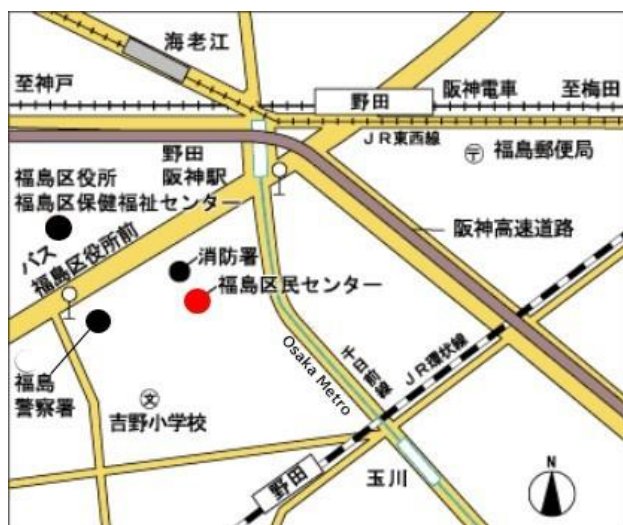 海老江
至神戸
野田
阪神電車
至梅田
JR東西線
〒
福島郵便局
野田
阪神駅
福島区役所
福島区保健福祉センター
阪神高速道路
バス
福島区役所前
消防署
福島区民センター
千日前線
Osaka Metro
JR環状線
福島
警察署
文
吉野小学校
野田
玉川
N